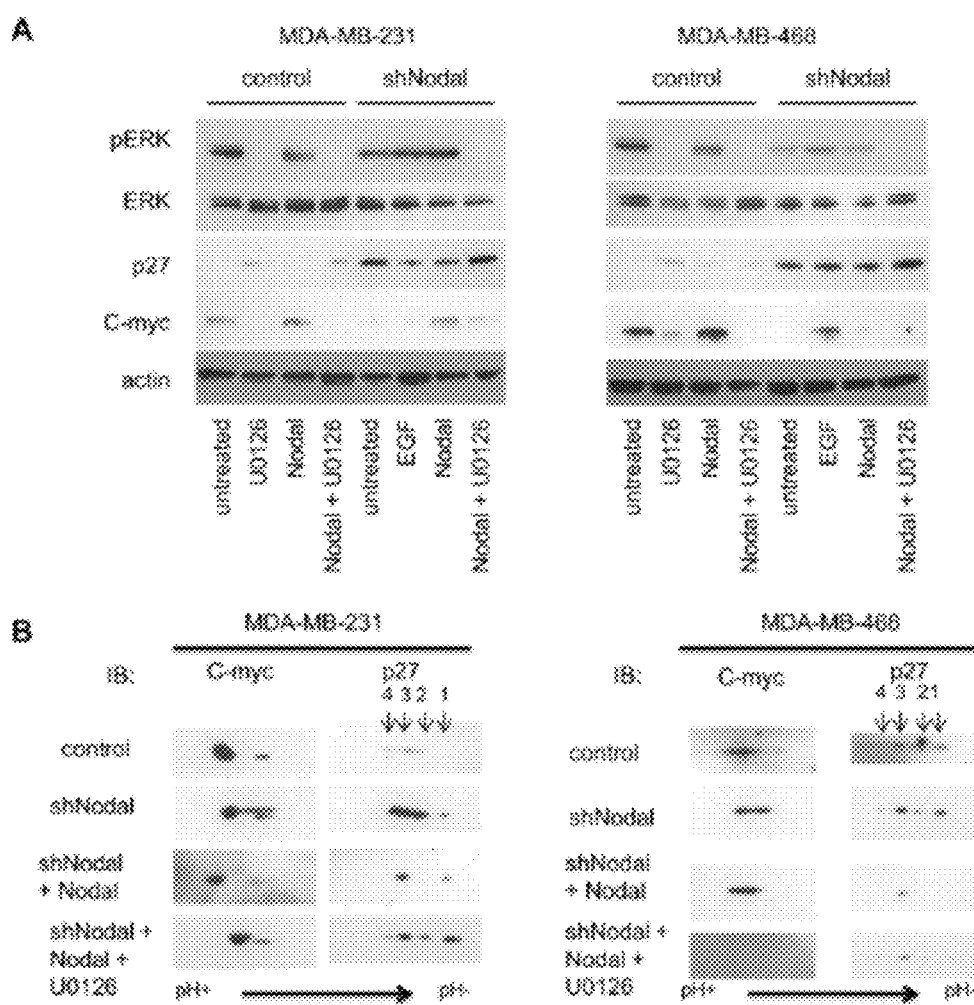 A
MDA-MB-231
MDA-MB-468
control
shNodal
control
shNodal
pERK
ERK
p27
C-myc
actin
untreated
U0126
Nodal
Nodal + U0126
untreated
EGF
Nodal
Nodal + U0126
untreated
U0126
Nodal
Nodal + U0126
untreated
EGF
Nodal
Nodal + U0126
B
MDA-MB-231
MDA-MB-468
IB: C-myc p27
4 3 2 1
IB: C-myc p27
4 3 21
control
shNodal
shNodal
+ Nodal
shNodal +
Nodal +
U0126
pH+ pH-
control
shNodal
shNodal
+ Nodal
shNodal +
Nodal +
U0126
pH+ pH-